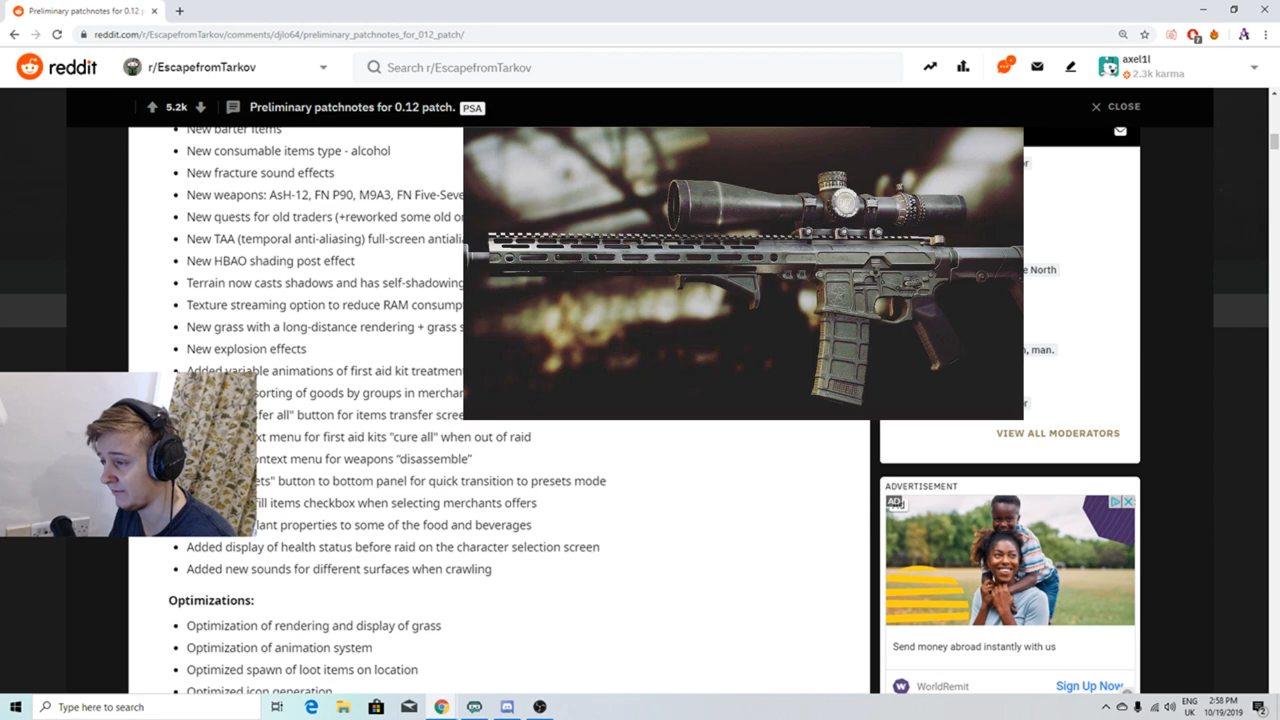 Preliminary patchnotes for 0.12 p
reddit.com/r/EscapefromTarkov/comments/djlo64/preliminary_patchnotes_for_012_patch/
reddit
r/EscapefromTarkov
Search r/EscapefromTarkov
axel1l
2.3k karma
5.2k
Preliminary patchnotes for 0.12 patch.
PSA
CLOSE
New barter items
New consumable items type - alcohol
New fracture sound effects
New weapons: AsH-12, FN P90, M9A3, FN Five-Seve
New quests for old traders (+reworked some old
New TAA (temporal anti-aliasing) full-screen
New HBAO shading post effect
e North
Terrain now casts shadows and has self-shadowing
Texture streaming option to reduce RAM
New grass with a long-distance rendering + grass
New explosion effects
, man.
Added variable animations of first aid kit treatment
sorting of goods by groups in
fer all" button for items transfer
xt menu for first aid kits "cure all" when out of raid
VIEW ALL MODERATORS
ontext menu for weapons "disassemble"
ets" button to bottom panel for quick transition to presets mode
ill items checkbox when selecting merchants offers
lant properties to some of the food and beverages
Added display of health status before raid on the character selection screen
Added new sounds for different surfaces when crawling
Optimizations:
Optimization of rendering and display of grass
Optimization of animation system
Optimized spawn of loot items on location
Optimized icon generation
ADVERTISEMENT
AD
Send money abroad instantly with us
WorldRemit
Sign Up Now
Type here to search
ENG
UK
2:58 PM
10/19/2019